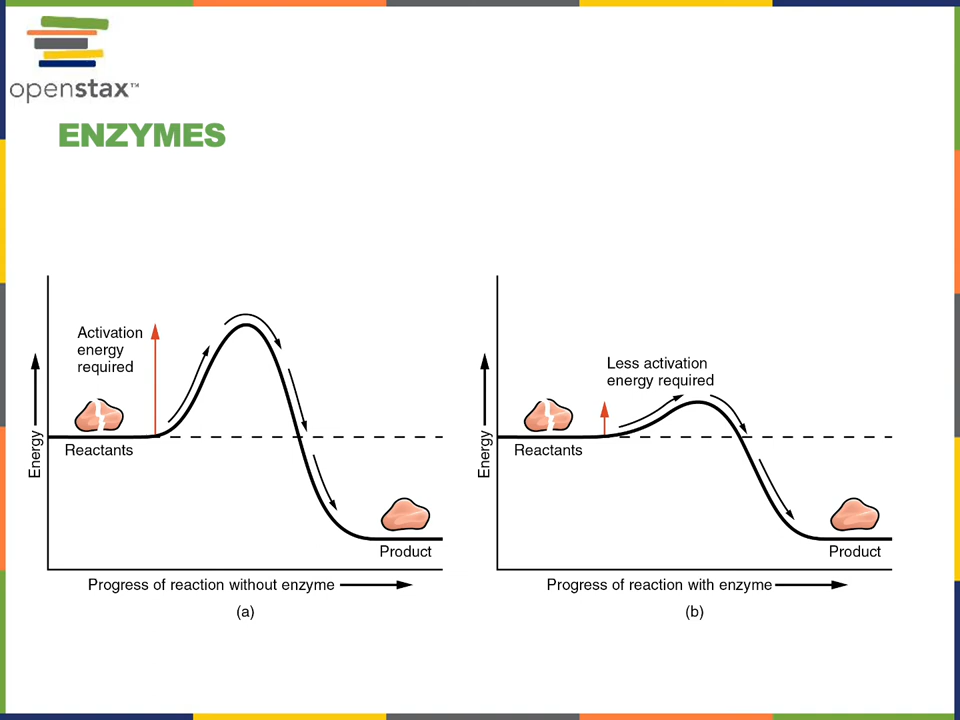 openstax™
ENZYMES
Activation
energy
required
Reactants
Energy
Product
Progress of reaction without enzyme
(a)
Less activation
energy required
Reactants
Energy
Product
Progress of reaction with enzyme
(b)